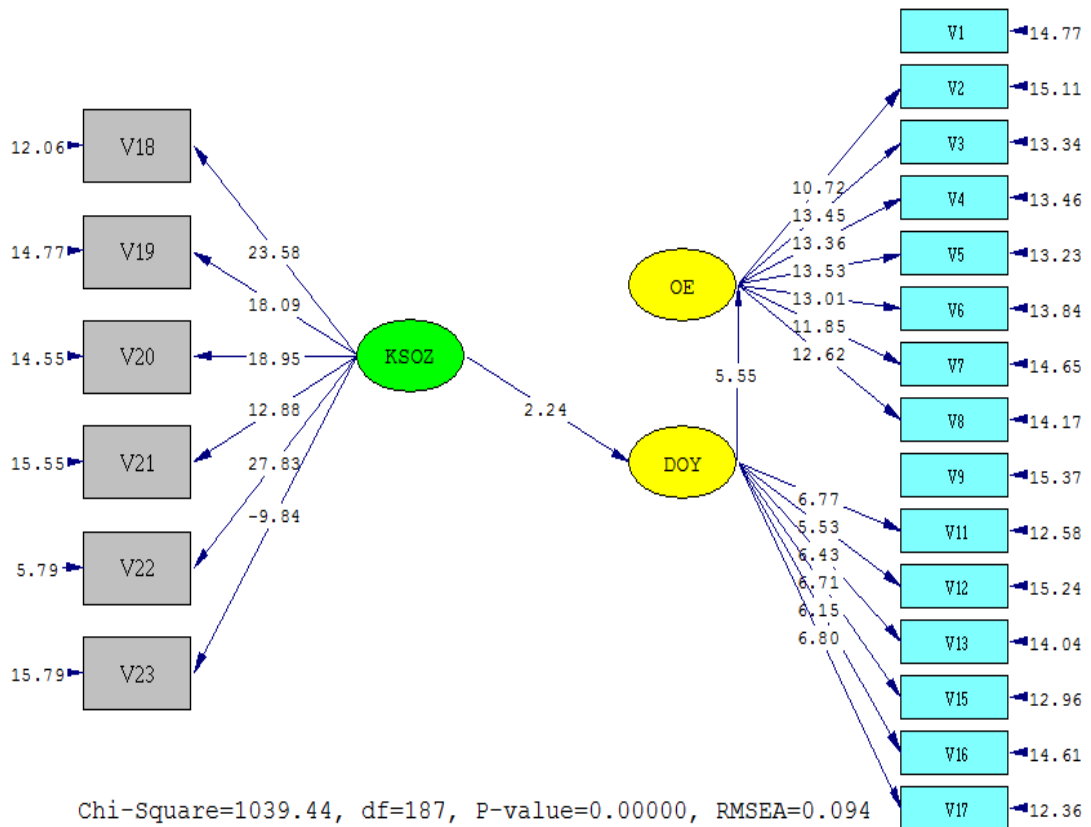 V1
14.77
V2
15.11
V3
13.34
V4
13.46
V5
13.23
V6
13.84
V7
14.65
V8
14.17
V9
15.37
V11
12.58
V12
15.24
V13
14.04
V15
12.96
V16
14.61
V17
12.36
12.06
V18
14.77
V19
14.55
V20
15.55
V21
5.79
V22
15.79
V23
23.58
18.09
18.95
12.88
27.83
-9.84
KSOZ
2.24
OE
DOY
5.55
10.72
13.45
13.36
13.53
13.01
11.85
12.62
6.77
5.53
6.43
6.71
6.15
6.80
Chi-Square=1039.44, df=187, P-value=0.00000, RMSEA=0.094